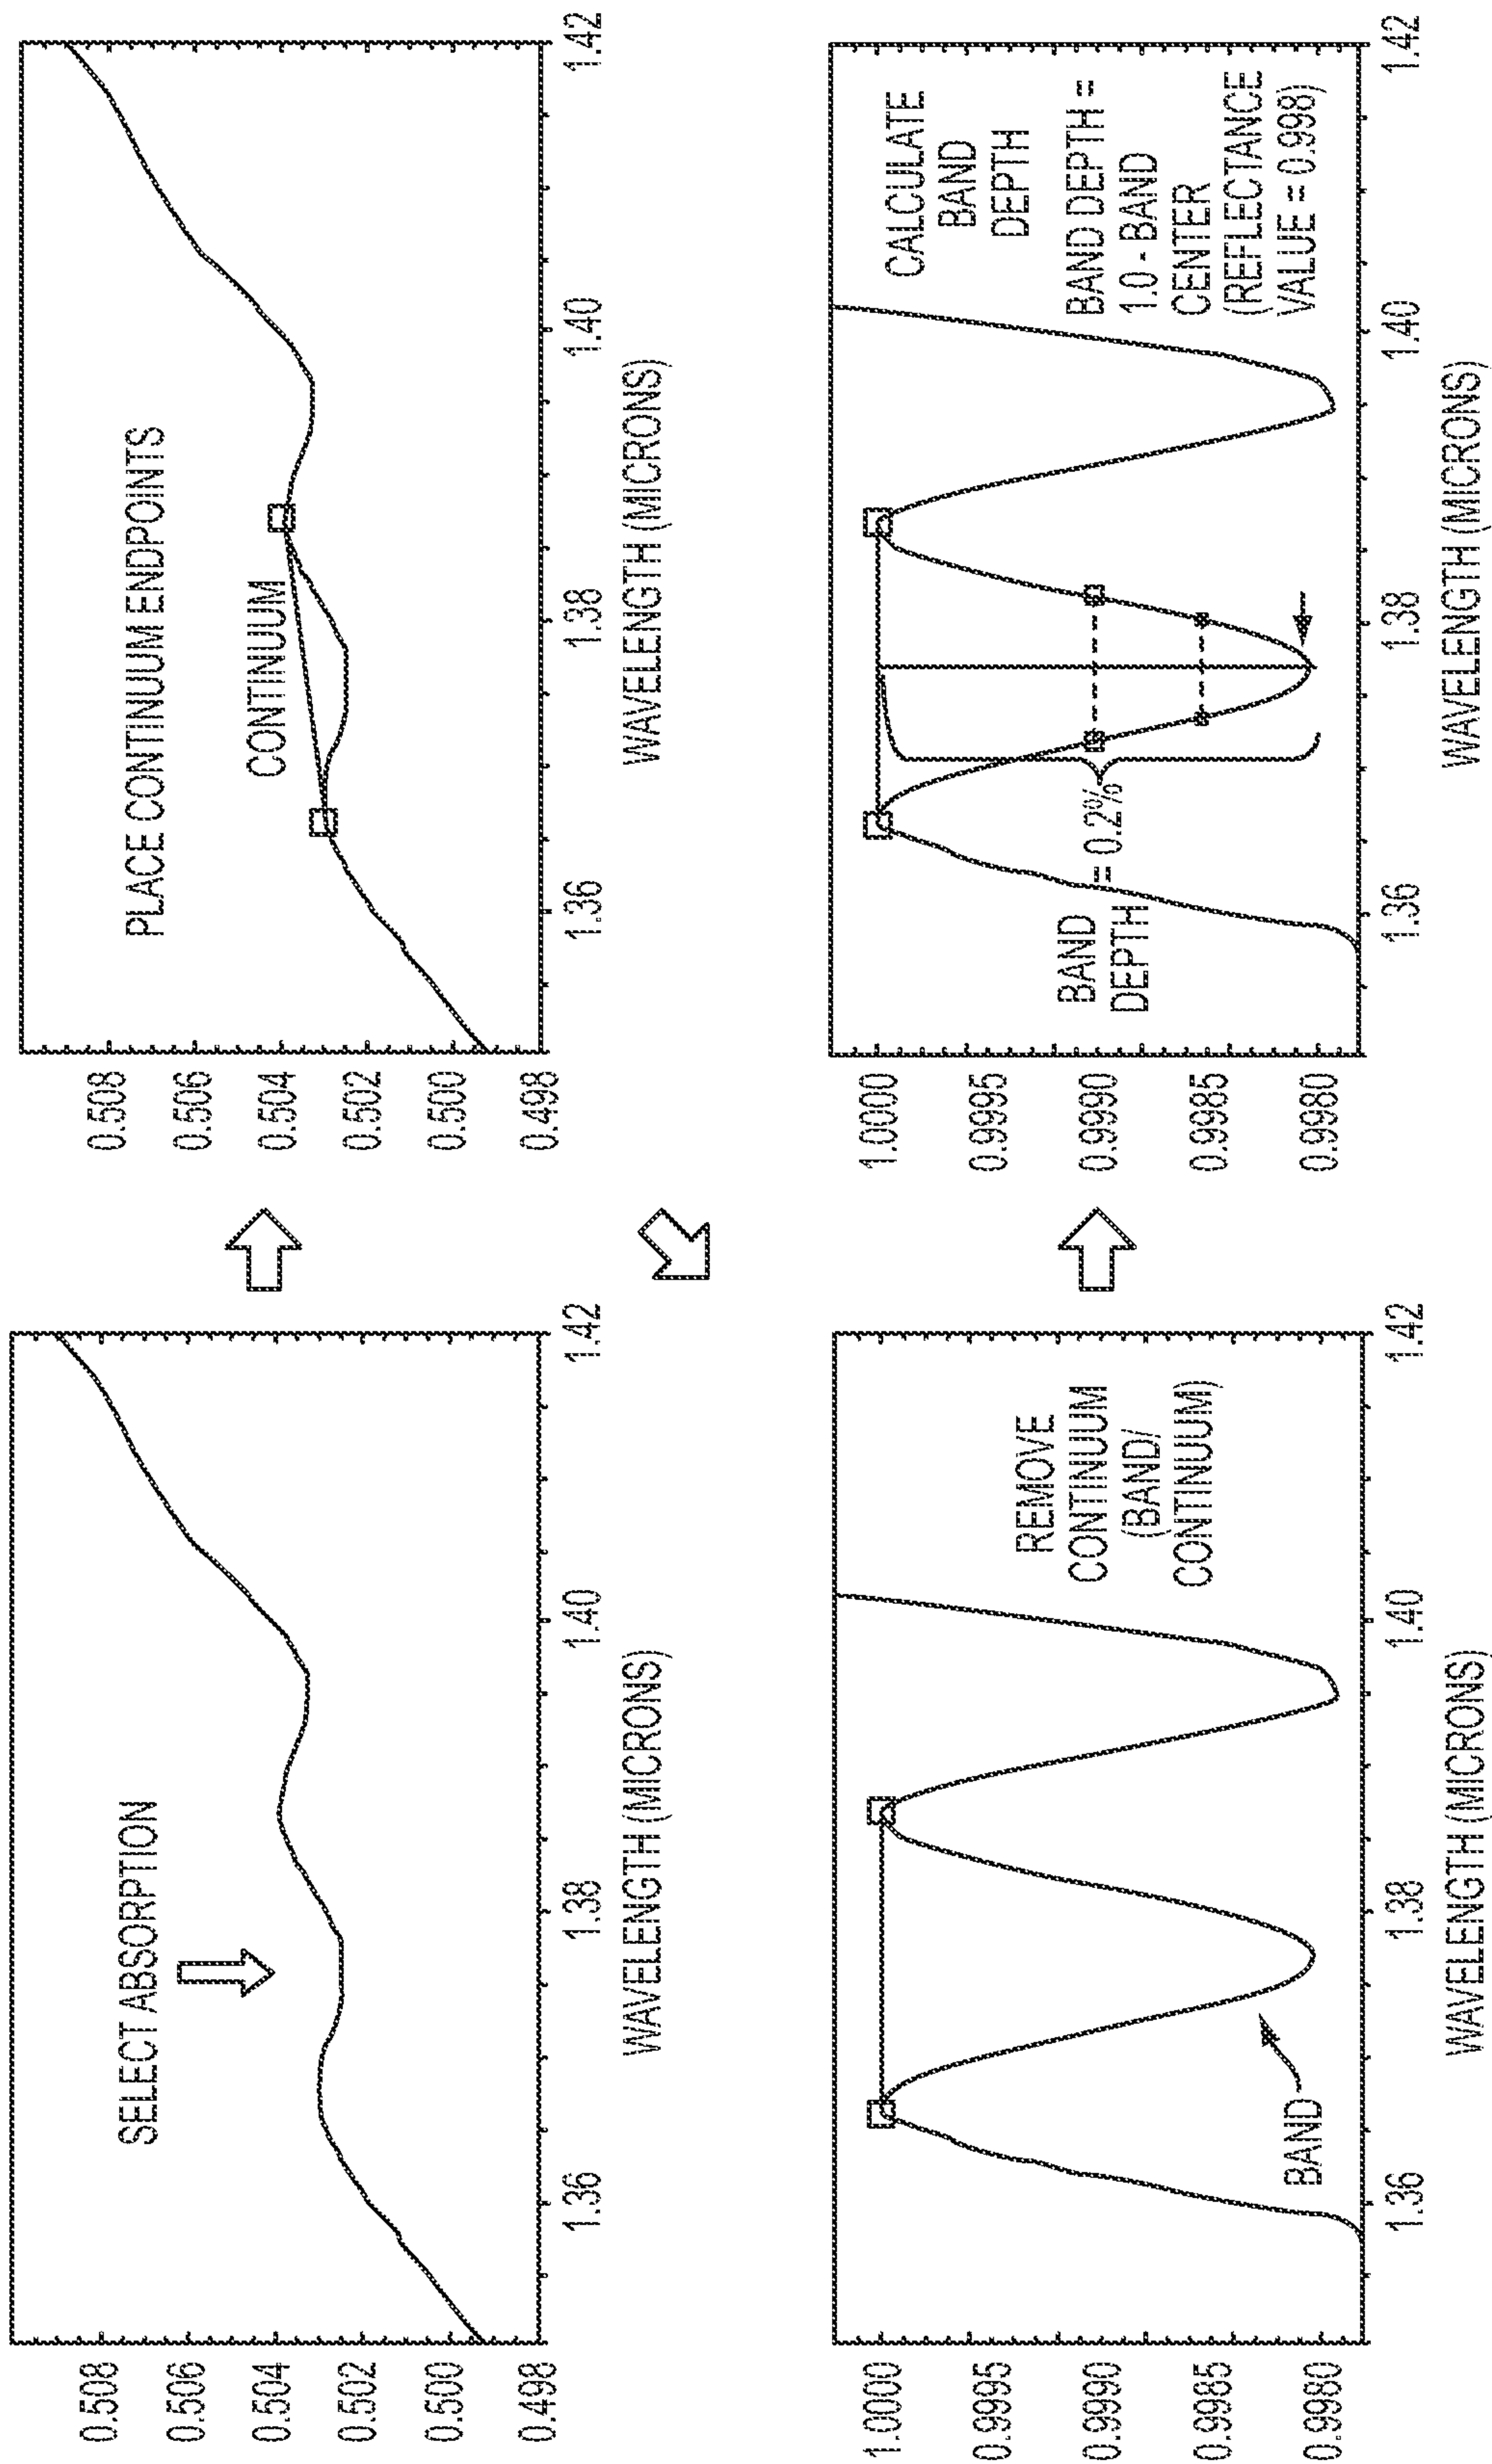 SELECT ABSORPTION
0.508
0.506
0.504
0.502
0.500
0.498
1.36
1.38
1.40
1.42
WAVELENGTH (MICRONS)
PLACE CONTINUUM ENDPOINTS
CONTINUUM
0.508
0.506
0.504
0.502
0.500
0.498
1.36
1.38
1.40
1.42
WAVELENGTH (MICRONS)
REMOVE
CONTINUUM
(BAND/
CONTINUUM)
BAND
1.0000
0.9995
0.9990
0.9985
0.9980
1.36
1.38
1.40
1.42
WAVELENGTH (MICRONS)
CALCULATE
BAND
DEPTH
BAND DEPTH =
1.0 - BAND
CENTER
(REFLECTANCE
VALUE = 0.998)
BAND
DEPTH = 0.2%
1.0000
0.9995
0.9990
0.9985
0.9980
1.36
1.38
1.40
1.42
WAVELENGTH (MICRONS)